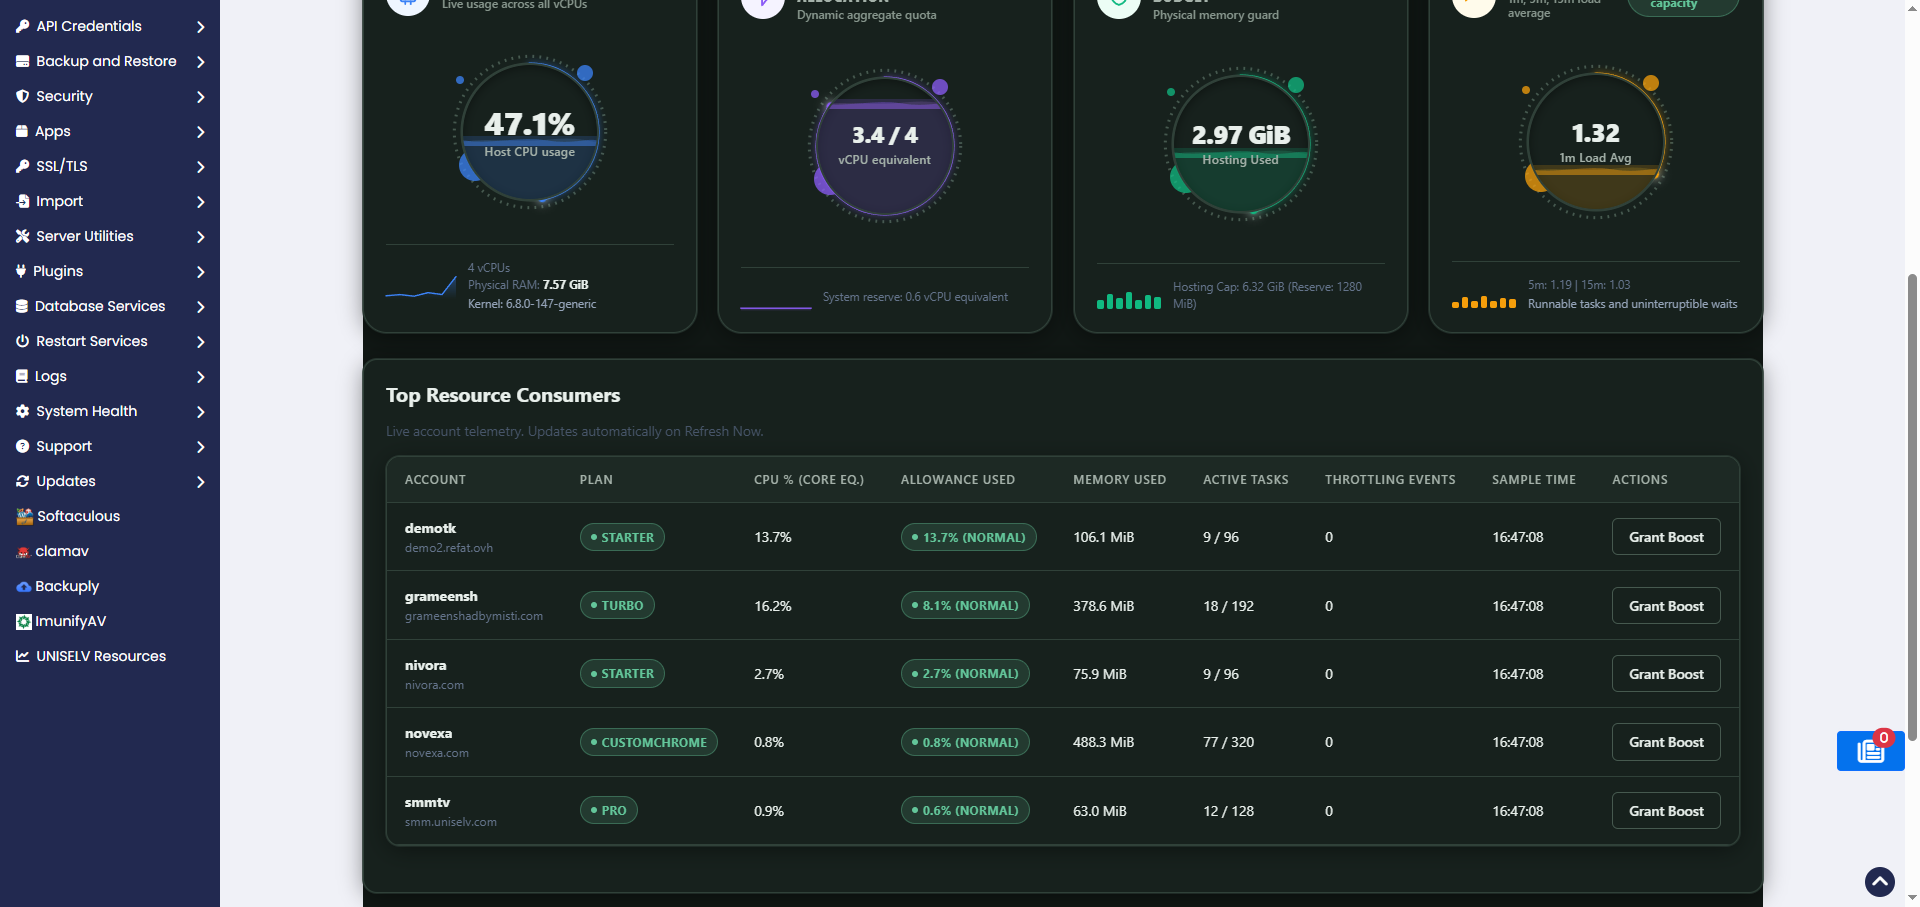 API Credentials
Backup and Restore
Security
Apps
SSL/TLS
Import
Server Utilities
Plugins
Database Services
Restart Services
Logs
System Health
Support
Updates
Softaculous
clamav
Backuply
ImunifyAV
UNISELV Resources
Live usage across all vCPUs
47.1%
Host CPU usage
4 vCPUs
Physical RAM: 7.57 GiB
Kernel: 6.8.0-147-generic
Dynamic aggregate quota
3.4 / 4
vCPU equivalent
System reserve: 0.6 vCPU equivalent
Physical memory guard
2.97 GiB
Hosting Used
Hosting Cap: 6.32 GiB (Reserve: 1280
MiB)
average
capacity
1.32
1m Load Avg
5m: 1.19 | 15m: 1.03
Runnable tasks and uninterruptible waits
Top Resource Consumers
Live account telemetry. Updates automatically on Refresh Now.
ACCOUNT PLAN CPU % (CORE EQ.) ALLOWANCE USED MEMORY USED ACTIVE TASKS THROTTLING EVENTS SAMPLE TIME ACTIONS
demotk
demo2.refat.ovh
STARTER 13.7% 13.7% (NORMAL) 106.1 MiB 9 / 96 0 16:47:08 Grant Boost
grameensh
grameenshadbymisti.com
TURBO 16.2% 8.1% (NORMAL) 378.6 MiB 18 / 192 0 16:47:08 Grant Boost
nivora
nivora.com
STARTER 2.7% 2.7% (NORMAL) 75.9 MiB 9 / 96 0 16:47:08 Grant Boost
novexa
novexa.com
CUSTOMCHROME 0.8% 0.8% (NORMAL) 488.3 MiB 77 / 320 0 16:47:08 Grant Boost
smmtv
smm.uniselv.com
PRO 0.9% 0.6% (NORMAL) 63.0 MiB 12 / 128 0 16:47:08 Grant Boost
0